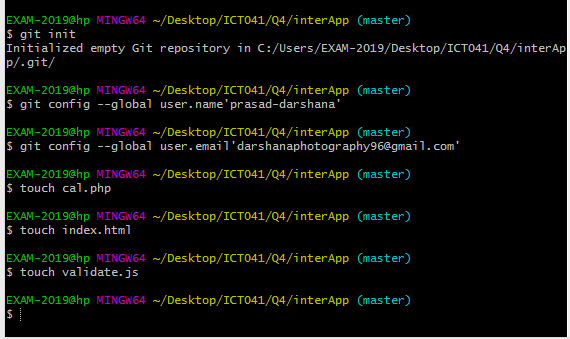 EXAM-2019@hp MINGW64 ~/Desktop/ICT041/Q4/interApp (master)
$ git init
Initialized empty Git repository in C:/Users/EXAM-2019/Desktop/ICT041/Q4/interAp
p/.git/
EXAM-2019@hp MINGW64 ~/Desktop/ICT041/Q4/interApp (master)
$ git config --global user.name'prasad-darshana'
EXAM-2019@hp MINGW64 ~/Desktop/ICT041/Q4/interApp (master)
$ git config --global user.email'darshanaphotography96@gmail.com'
EXAM-2019@hp MINGW64 ~/Desktop/ICT041/Q4/interApp (master)
$ touch cal.php
EXAM-2019@hp MINGW64 ~/Desktop/ICT041/Q4/interApp (master)
$ touch index.html
EXAM-2019@hp MINGW64 ~/Desktop/ICT041/Q4/interApp (master)
$ touch validate.js
EXAM-2019@hp MINGW64 ~/Desktop/ICT041/Q4/interApp (master)
$